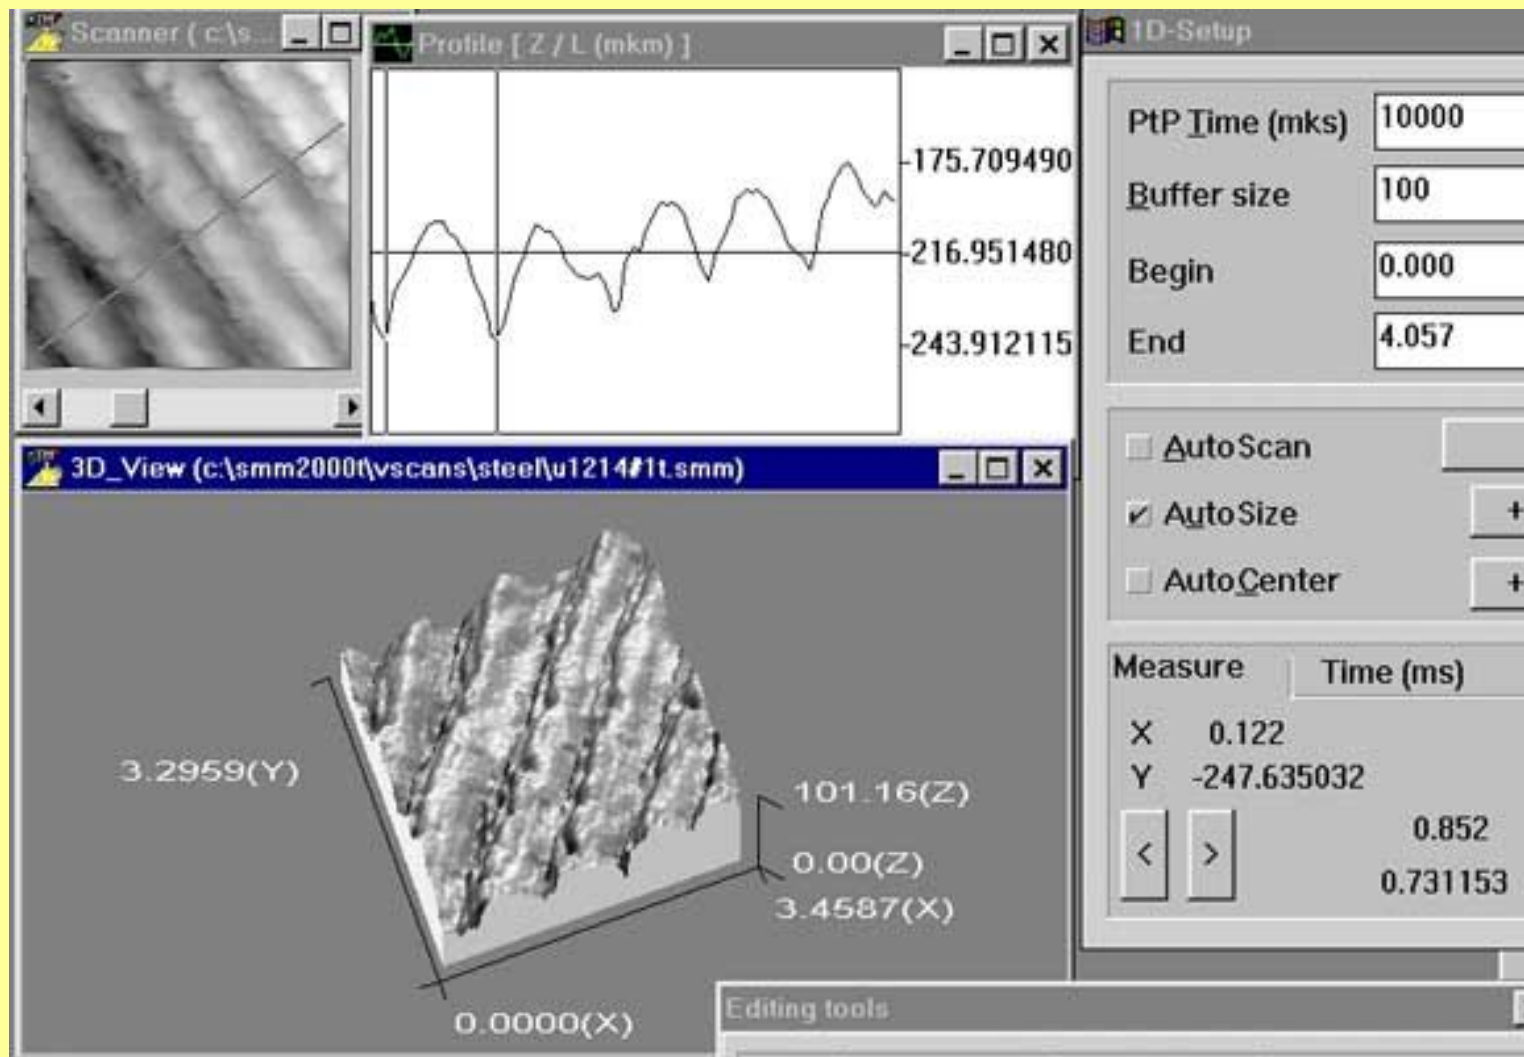 Scanner ( c:\s...
Profile [ Z / L (mkm) ]
-175.709490
-216.951480
-243.912115
3D_View (c:\smm2000t\vscans\steel\u1214#1t.smm)
3.2959(Y)
101.16(Z)
0.00(Z)
3.4587(X)
0.0000(X)
1D-Setup
PtP Time (mks) 10000
Buffer size 100
Begin 0.000
End 4.057
AutoScan
AutoSize +
AutoCenter +
Measure Time (ms)
X 0.122
Y -247.635032
< > 0.852
0.731153
Editing tools